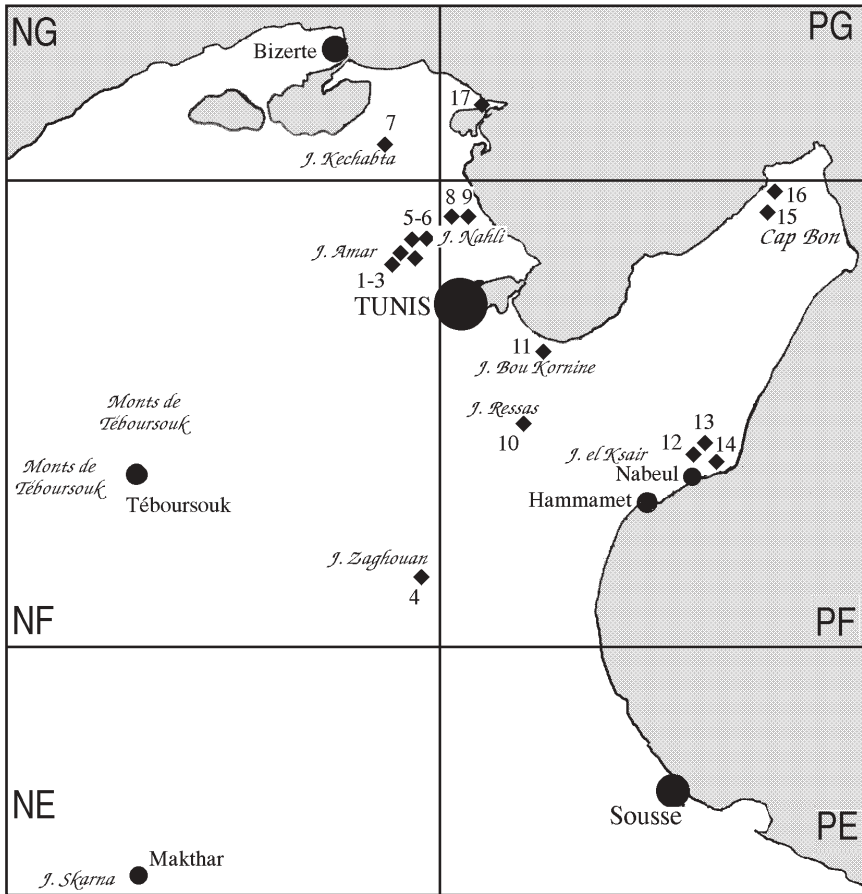 NG
PG
Bizerte
17
7
J. Kechabta
16
8 9
5-6
15
J. Nahli
Cap Bon
J. Amar
1-3
TUNIS
11
J. Bou Kornine
Monts de
Téboursouk
J. Ressas
10
13
J. el Ksair
12
14
Monts de
Téboursouk
Nabeul
Téboursouk
Hammamet
J. Zaghouan
4
NF
PF
NE
Sousse
PE
Makthar
J. Skarna